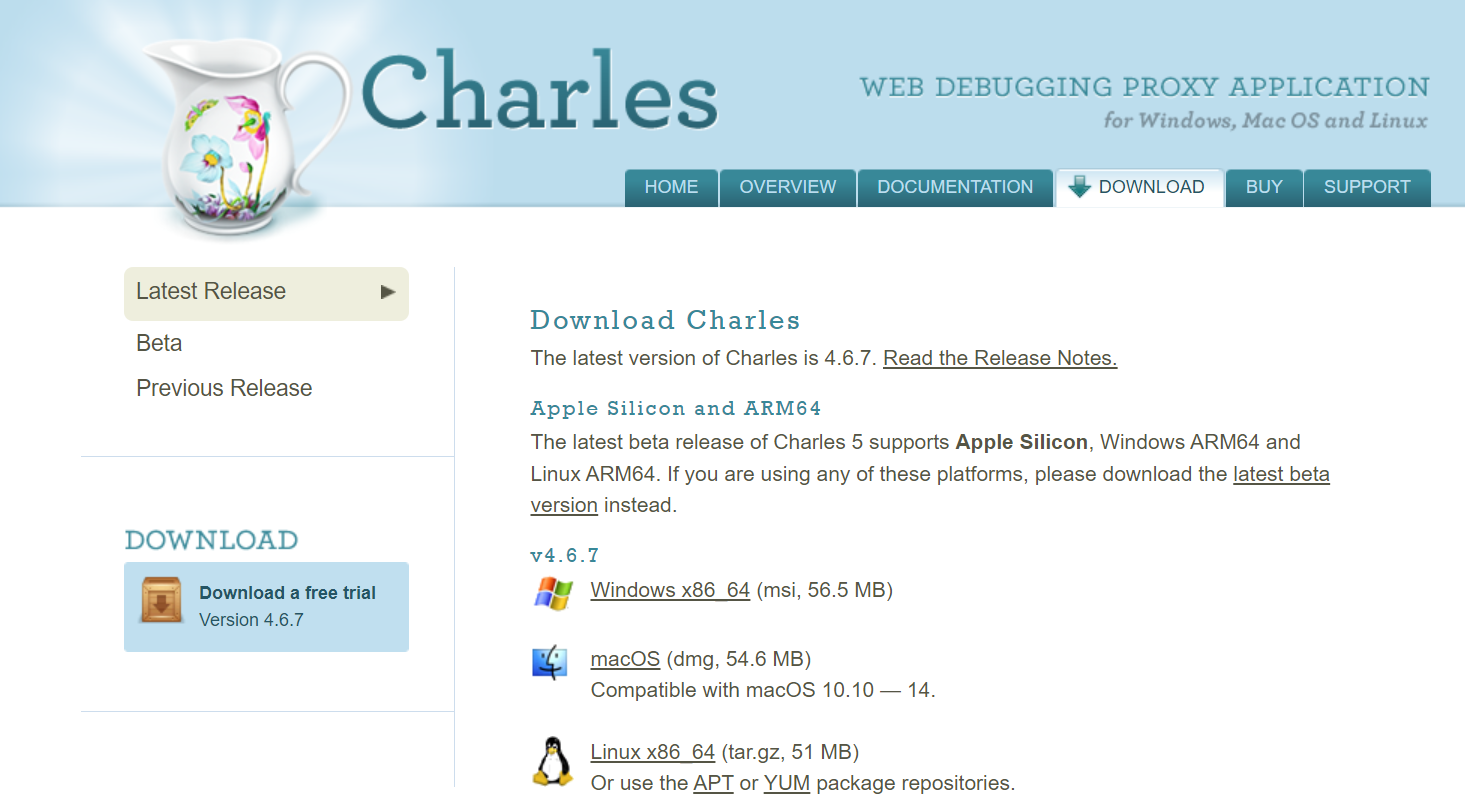 Charles
WEB DEBUGGING PROXY APPLICATION
for Windows, Mac OS and Linux
HOME
OVERVIEW
DOCUMENTATION
DOWNLOAD
BUY
SUPPORT
Latest Release
Beta
Previous Release
DOWNLOAD
Download a free trial
Version 4.6.7
Download Charles
The latest version of Charles is 4.6.7. Read the Release Notes.
Apple Silicon and ARM64
The latest beta release of Charles 5 supports Apple Silicon, Windows ARM64 and
Linux ARM64. If you are using any of these platforms, please download the latest beta
version instead.
v4.6.7
Windows x86_64 (msi, 56.5 MB)
macOS (dmg, 54.6 MB)
Compatible with macOS 10.10 — 14.
Linux x86_64 (tar.gz, 51 MB)
Or use the APT or YUM package repositories.